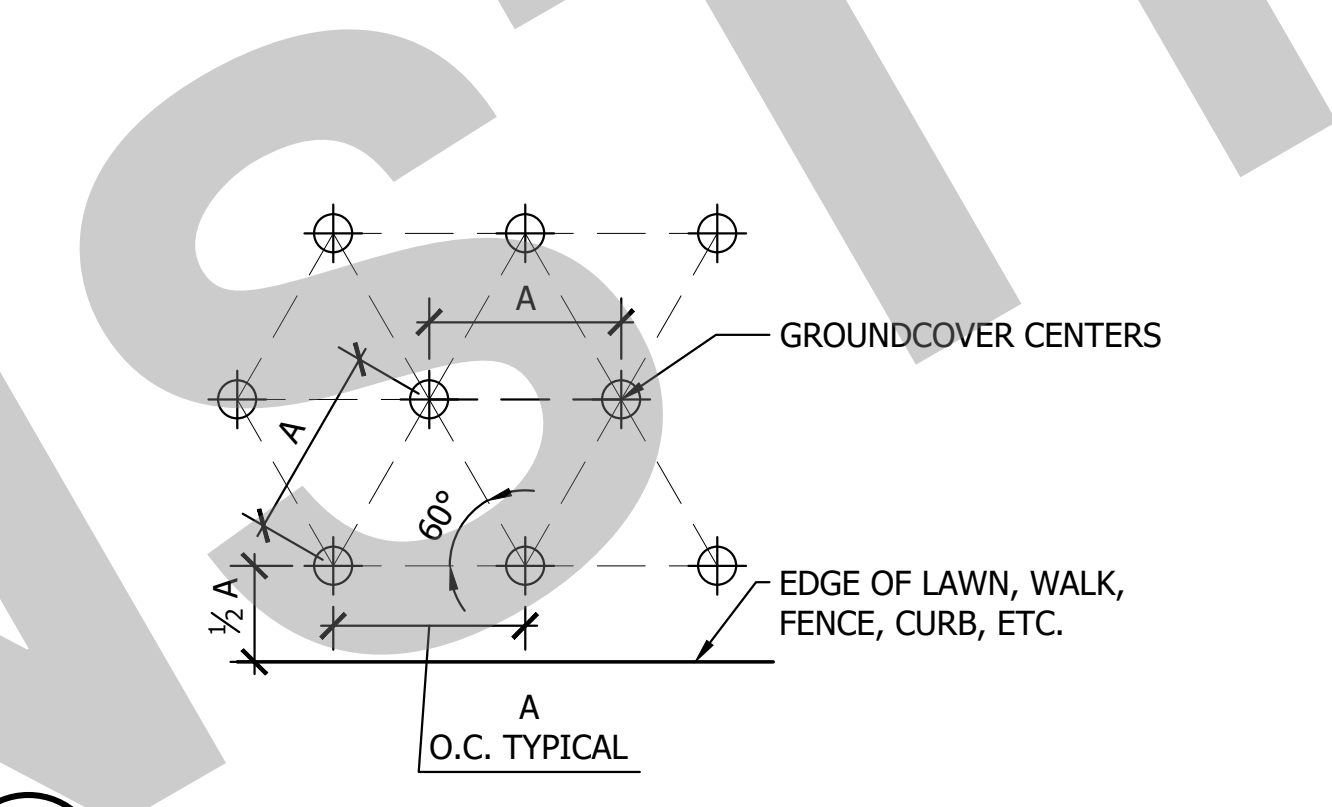 A
GROUNDCOVER CENTERS
A
60°
½ A
EDGE OF LAWN, WALK,
FENCE, CURB, ETC.
A
O.C. TYPICAL